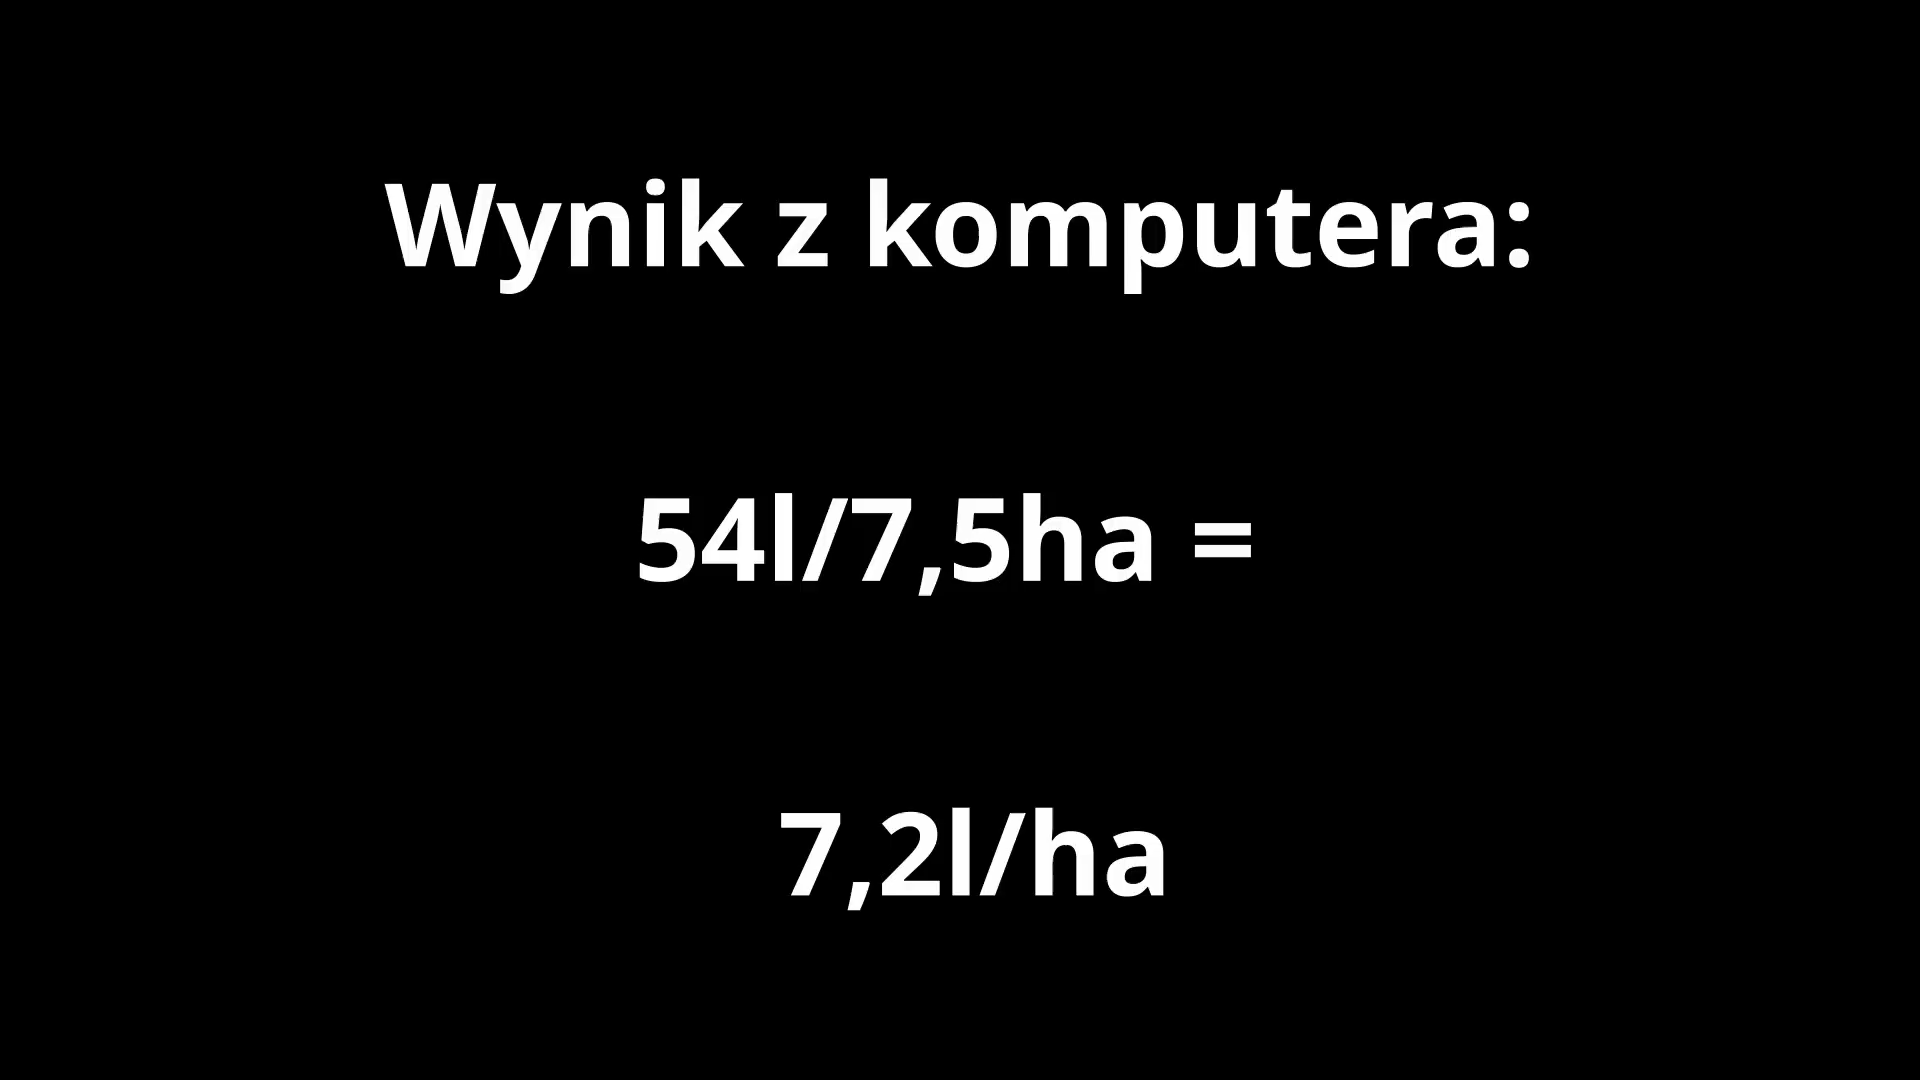 Wynik z komputera:
54l/7,5ha =
7,2l/ha